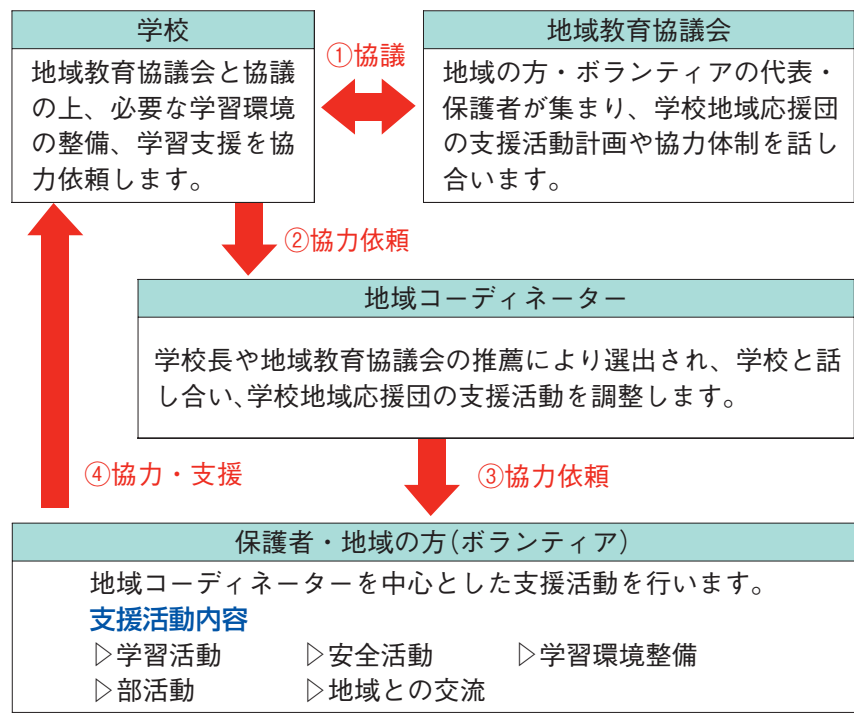 学校
地域教育協議会と協議
の上、必要な学習環境
の整備、学習支援を協
力依頼します。
①協議
地域教育協議会
地域の方・ボランティアの代表・
保護者が集まり、学校地域応援団
の支援活動計画や協力体制を話し
合います。
②協力依頼
地域コーディネーター
学校長や地域教育協議会の推薦により選出され、学校と話
し合い、学校地域応援団の支援活動を調整します。
④協力・支援
③協力依頼
保護者・地域の方(ボランティア)
地域コーディネーターを中心とした支援活動を行います。
支援活動内容
▷学習活動 ▷安全活動 ▷学習環境整備
▷部活動 ▷地域との交流